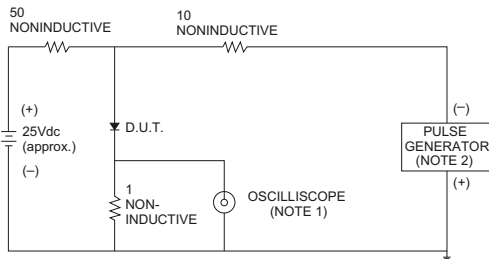 50
NONINDUCTIVE
10
NONINDUCTIVE
(+)
25Vdc
(approx.)
(–)
D.U.T.
1
NON-
INDUCTIVE
OSCILLISCOPE
(NOTE 1)
(–)
PULSE
GENERATOR
(NOTE 2)
(+)